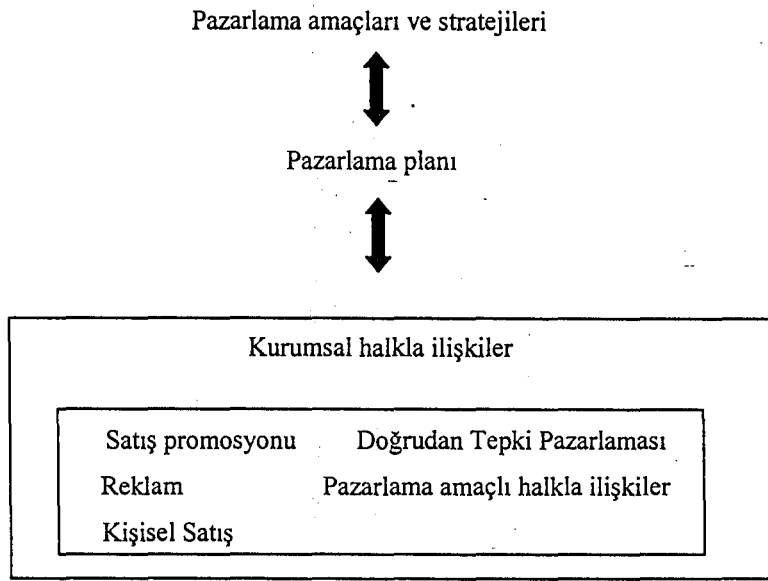 Pazarlama amaçları ve stratejileri
Pazarlama planı
Kurumsal halkla ilişkiler
Satış promosyonu Doğrudan Tepki Pazarlaması
Reklam Pazarlama amaçlı halkla ilişkiler
Kişisel Satış